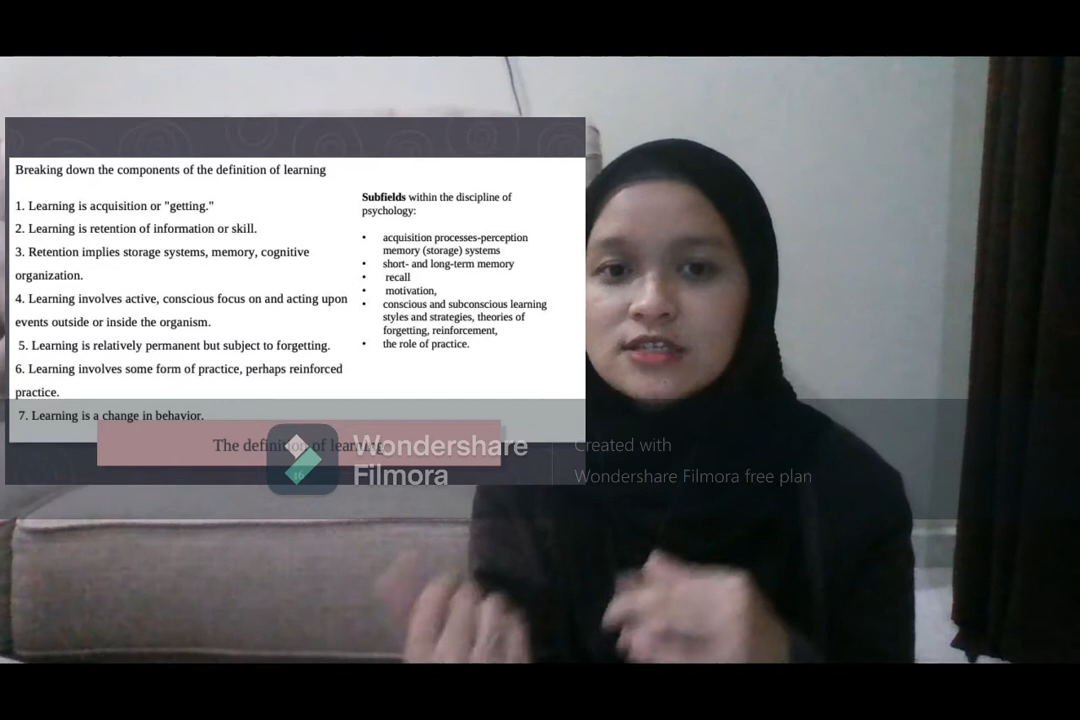 Breaking down the components of the definition of learning
1. Learning is acquisition or "getting."
2. Learning is retention of information or skill.
3. Retention implies storage systems, memory, cognitive
organization.
4. Learning involves active, conscious focus on and acting upon
events outside or inside the organism.
5. Learning is relatively permanent but subject to forgetting.
6. Learning involves some form of practice, perhaps reinforced
practice.
7. Learning is a change in behavior.
Subfields within the discipline of
psychology:
• acquisition processes-perception
memory (storage) systems
• short- and long-term memory
• recall
• motivation,
• conscious and subconscious learning
styles and strategies, theories of
forgetting, reinforcement,
• the role of practice.
The definition of learning
16
Wondershare
Filmora
Created with
Wondershare Filmora free plan